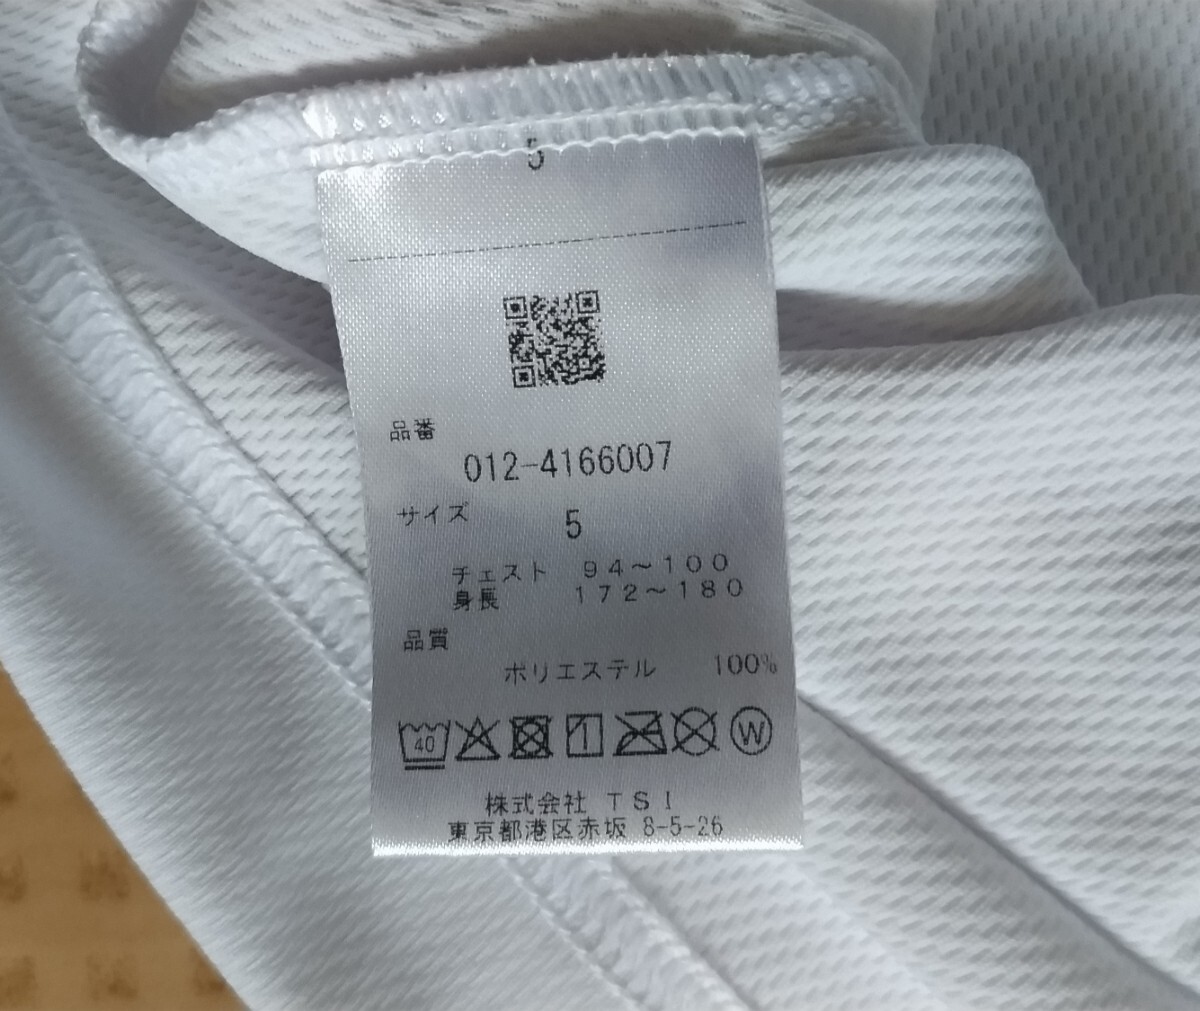 5
品番
012-4166007
サイズ
5
チェスト 94〜100
身長 172〜180
品質
ポリエステル 100%
40
W
株式会社 TSI
東京都港区赤坂 8-5-26